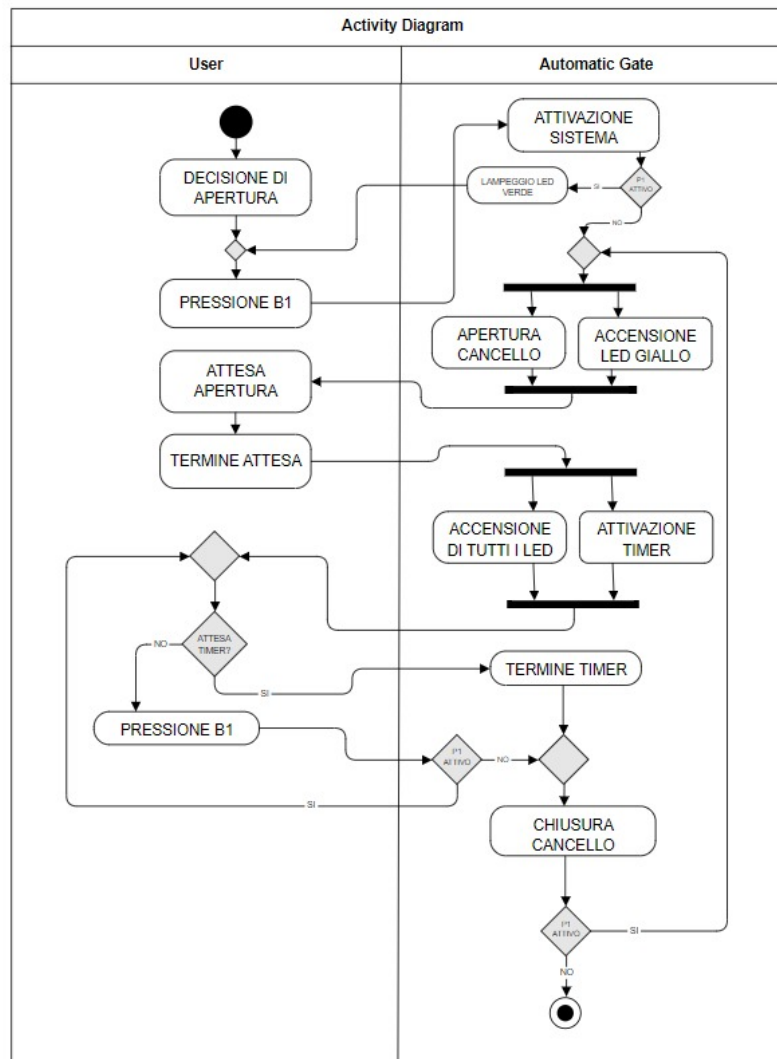 Activity Diagram
User
Automatic Gate
ATTIVAZIONE
SISTEMA
DECISIONE DI
APERTURA
LAMPEGGIO LED
VERDE
SI
P1
ATTIVO
NO
PRESSIONE B1
APERTURA
CANCELLO
ACCENSIONE
LED GIALLO
ATTESA
APERTURA
TERMINE ATTESA
ACCENSIONE
DI TUTTI I LED
ATTIVAZIONE
TIMER
ATTESA
TIMER?
NO
SI
TERMINE TIMER
PRESSIONE B1
P1
ATTIVO
NO
SI
CHIUSURA
CANCELLO
P1
ATTIVO
SI
NO